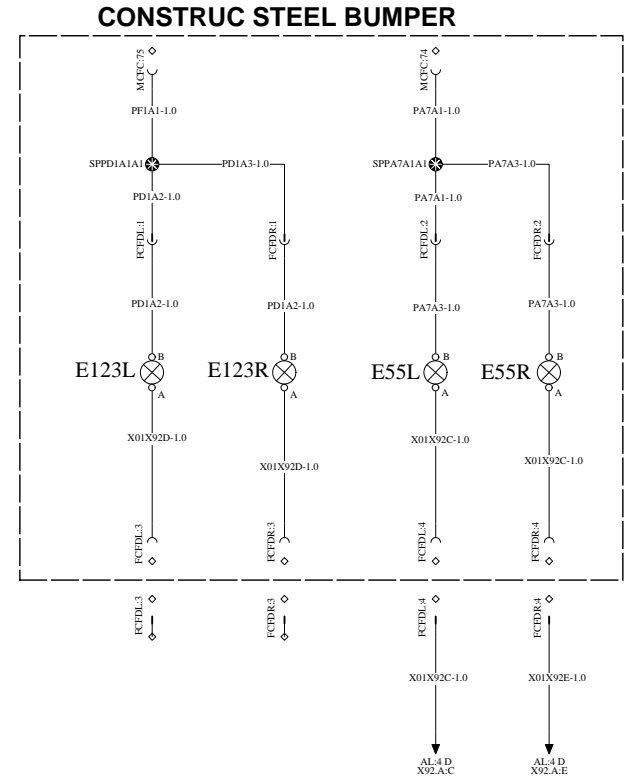 CONSTRUC STEEL BUMPER
MCFC:75
MCFC:74
PF1A1-1.0
PA7A1-1.0
SPPD1A1A1
PD1A3-1.0
SPPA7A1A1
PA7A3-1.0
PD1A2-1.0
PA7A1-1.0
FCFDL:1
FCFDR:1
FCFDL:2
FCFDR:2
PD1A2-1.0
PD1A2-1.0
PA7A3-1.0
PA7A3-1.0
B
B
B
B
E123L
E123R
E55L
E55R
A
A
A
A
X01X92D-1.0
X01X92D-1.0
X01X92C-1.0
X01X92C-1.0
FCFDL:3
FCFDR:3
FCFDL:4
FCFDR:4
FCFDL:3
FCFDR:3
FCFDL:4
FCFDR:4
X01X92C-1.0
X01X92E-1.0
AL:4 D
X92.A:C
AL:4 D
X92.A:E